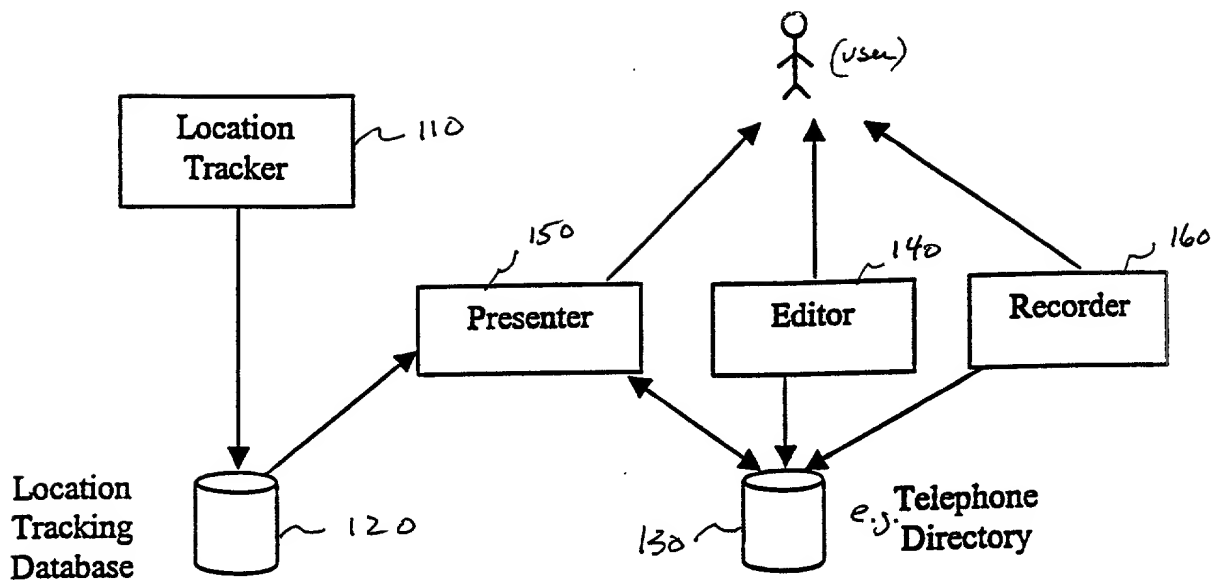 (user)
Location
Tracker
110
150
140
160
Presenter
Editor
Recorder
Location
Tracking
Database
120
130
e.g. Telephone
Directory